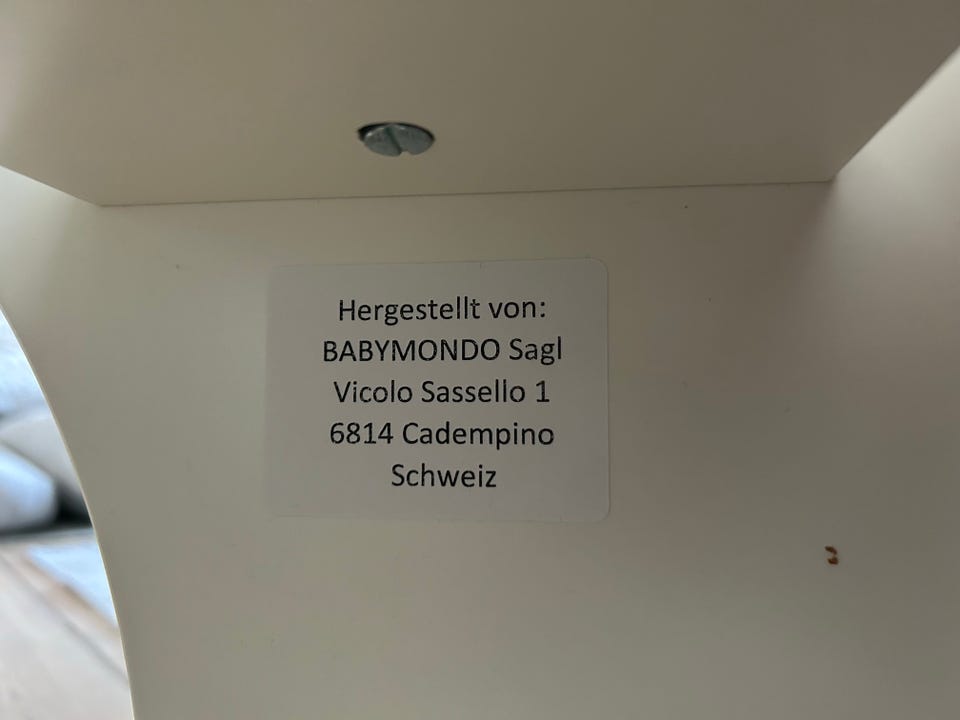 Hergestellt von:
BABYMONDO Sagl
Vicolo Sassello 1
6814 Cadempino
Schweiz